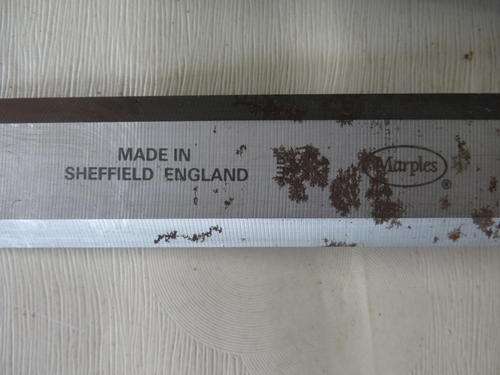 MADE IN
SHEFFIELD ENGLAND
Marples
®